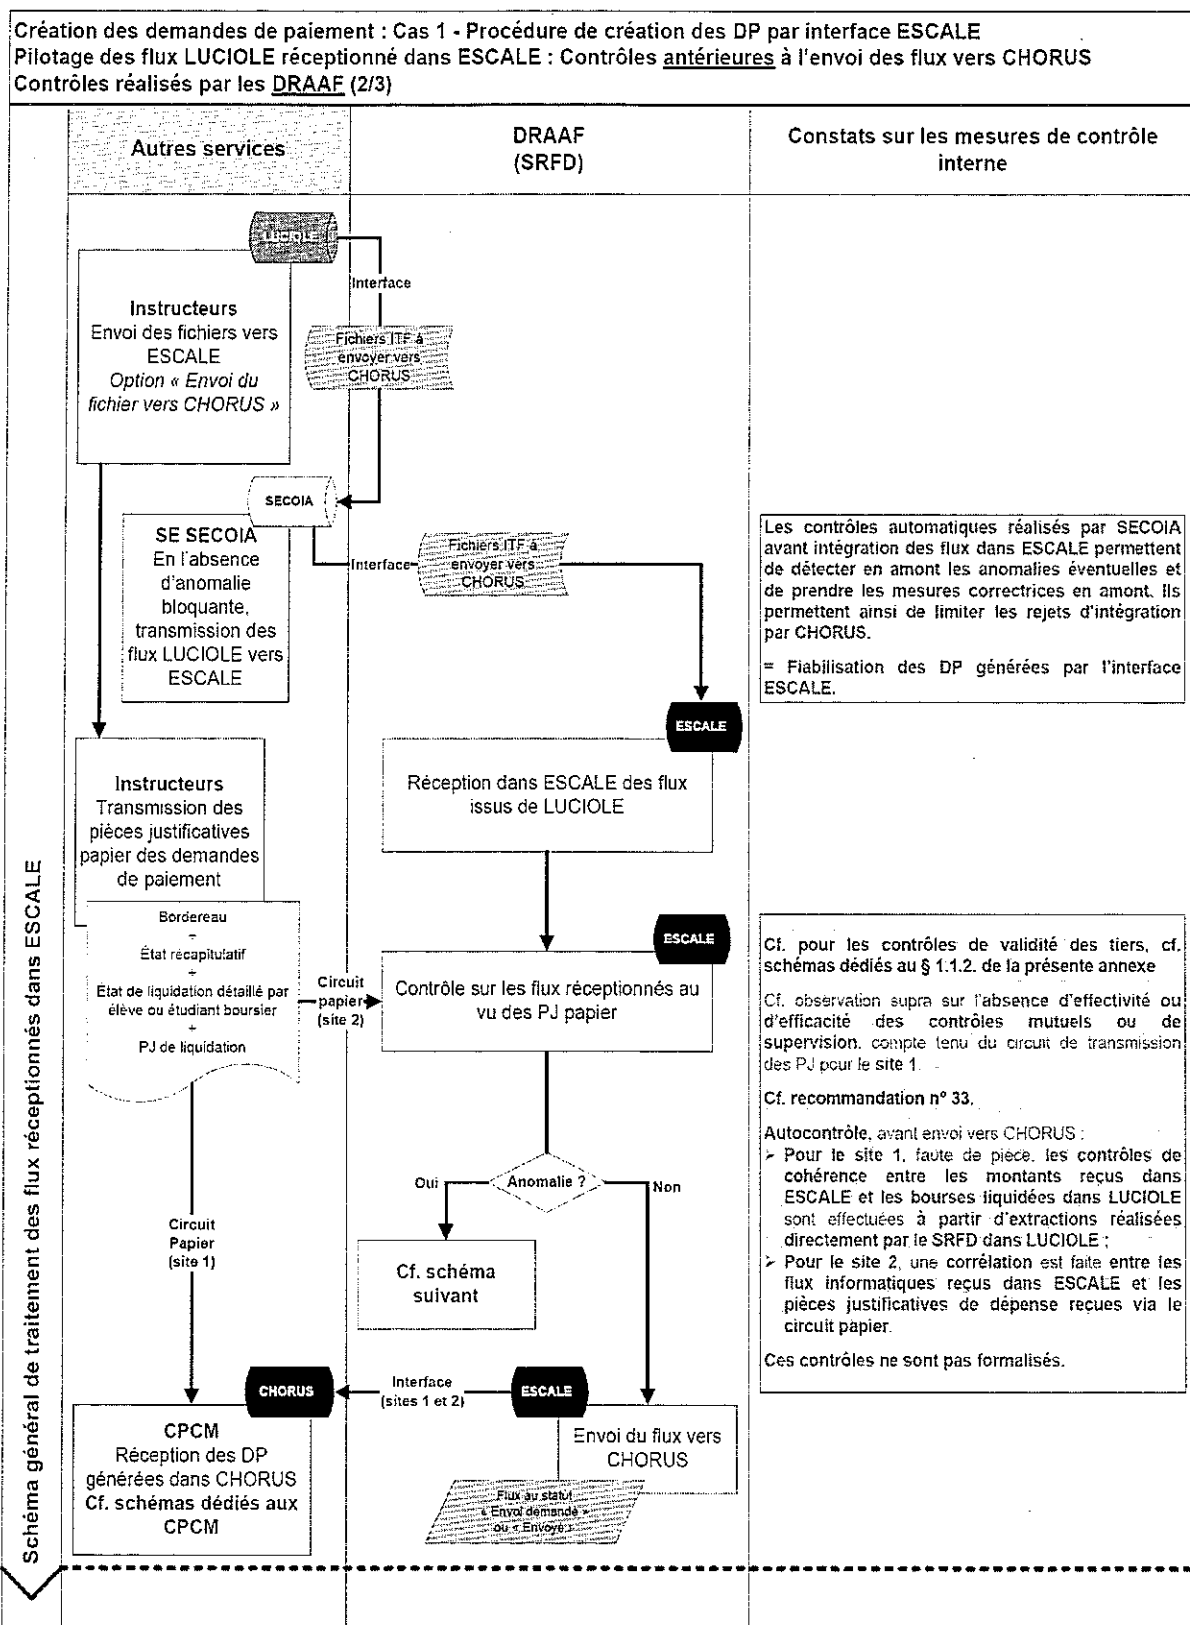 Création des demandes de paiement : Cas 1 - Procédure de création des DP par interface ESCALE
Pilotage des flux LUCIOLE réceptionné dans ESCALE : Contrôles antérieures à l'envoi des flux vers CHORUS
Contrôles réalisés par les DRAAF (2/3)
Autres services
DRAAF
(SRFD)
Constats sur les mesures de contrôle
interne
Schéma général de traitement des flux réceptionnés dans ESCALE
LUCIOLE
Interface
Instructeurs
Envoi des fichiers vers
ESCALE
Option « Envoi du
fichier vers CHORUS »
Fichiers ITF à
envoyer vers
CHORUS
SECOIA
SE SECOIA
En l'absence
d'anomalie
bloquante,
transmission des
flux LUCIOLE vers
ESCALE
Interface
Fichiers ITF à
envoyer vers
CHORUS
Les contrôles automatiques réalisés par SECOIA
avant intégration des flux dans ESCALE permettent
de détecter en amont les anomalies éventuelles et
de prendre les mesures correctrices en amont. Ils
permettent ainsi de limiter les rejets d'intégration
par CHORUS.
= Fiabilisation des DP générées par l'interface
ESCALE.
ESCALE
Réception dans ESCALE des flux
issus de LUCIOLE
Instructeurs
Transmission des
pièces justificatives
papier des demandes
de paiement
Bordereau
+
État récapitulatif
+
État de liquidation détaillé par
élève ou étudiant boursier
+
PJ de liquidation
Circuit
papier
(site 2)
ESCALE
Contrôle sur les flux réceptionnés au
vu des PJ papier
Cf. pour les contrôles de validité des tiers, cf.
schémas dédiés au § 1.1.2. de la présente annexe
Cf. observation supra sur l'absence d'effectivité ou
d'efficacité des contrôles mutuels ou de
supervision, compte tenu du circuit de transmission
des PJ pour le site 1.
Cf. recommandation n° 33.
Autocontrôle, avant envoi vers CHORUS :
➢ Pour le site 1, faute de pièce, les contrôles de
cohérence entre les montants reçus dans
ESCALE et les bourses liquidées dans LUCIOLE
sont effectuées à partir d'extractions réalisées
directement par le SRFD dans LUCIOLE ;
➢ Pour le site 2, une corrélation est faite entre les
flux informatiques reçus dans ESCALE et les
pièces justificatives de dépense reçues via le
circuit papier.
Ces contrôles ne sont pas formalisés.
Oui
Anomalie ?
Non
Circuit
Papier
(site 1)
Cf. schéma
suivant
CHORUS
Interface
(sites 1 et 2)
ESCALE
CPCM
Réception des DP
générées dans CHORUS
Cf. schémas dédiés aux
CPCM
Envoi du flux vers
CHORUS
Flux au statut
« Envoi demandé »
ou « Envoyé »